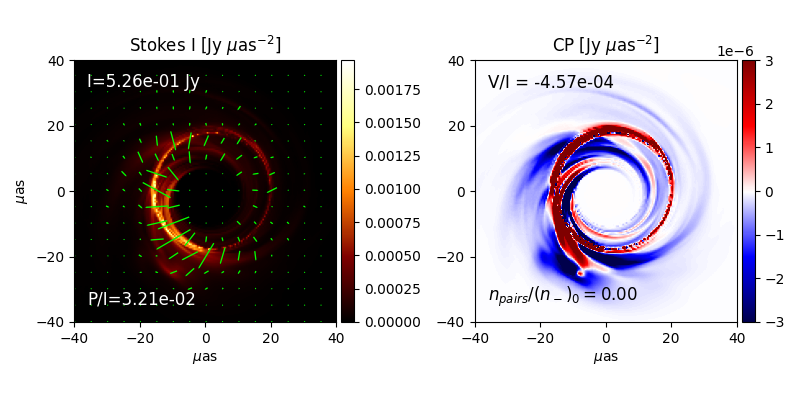 Stokes I [Jy μas⁻²]
I=5.26e-01 Jy
P/I=3.21e-02
40
20
0
−20
−40
μas
−40 −20 0 20 40
μas
0.00175
0.00150
0.00125
0.00100
0.00075
0.00050
0.00025
0.00000
CP [Jy μas⁻²]
1e−6
V/I = -4.57e-04
n_pairs/(n_−)_0 = 0.00
40
20
0
−20
−40
−40 −20 0 20 40
μas
3
2
1
0
−1
−2
−3